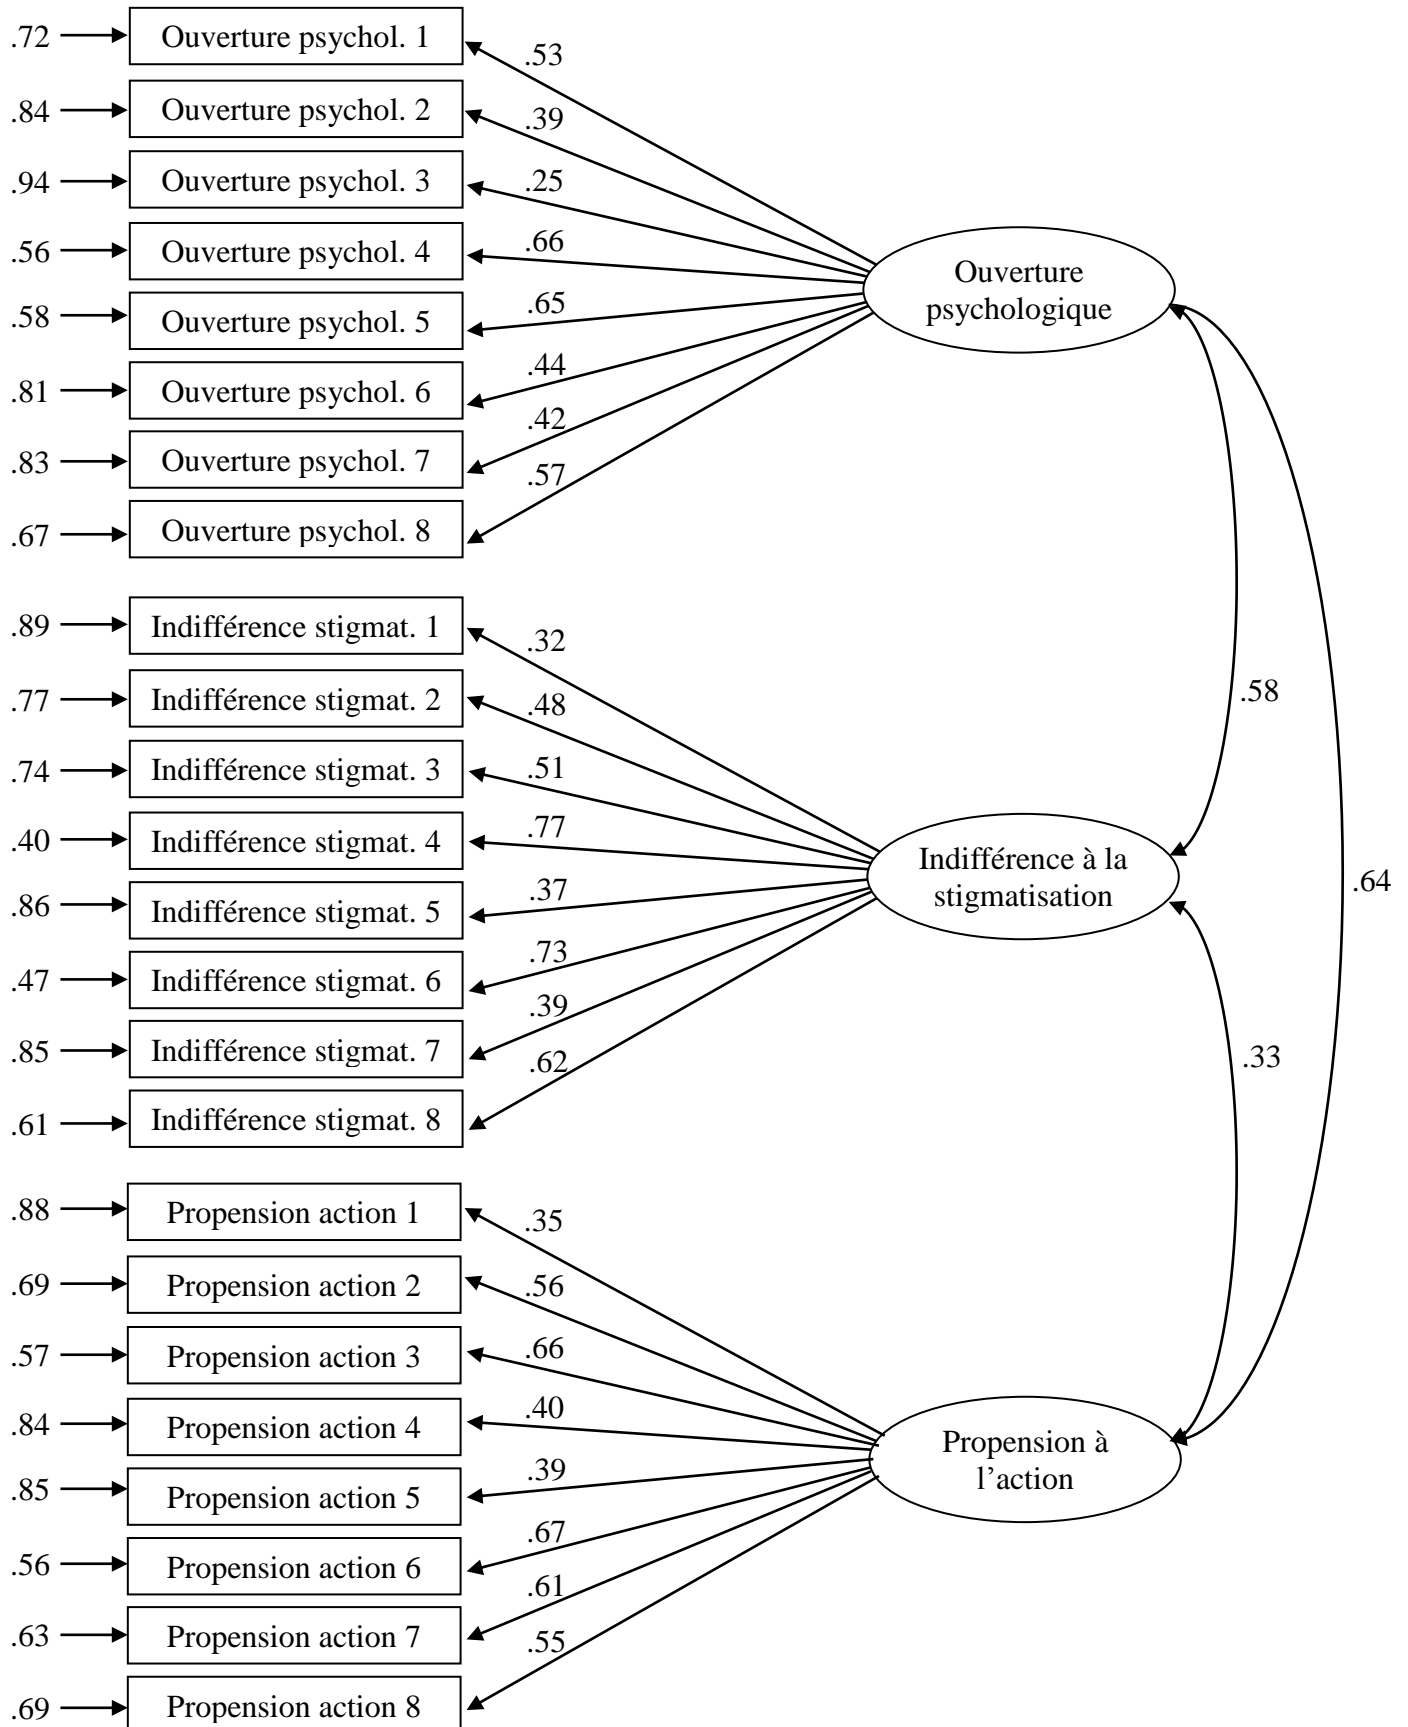 .72
Ouverture psychol. 1
.53
.84
Ouverture psychol. 2
.39
.94
Ouverture psychol. 3
.25
.56
Ouverture psychol. 4
.66
.58
Ouverture psychol. 5
.65
.81
Ouverture psychol. 6
.44
.83
Ouverture psychol. 7
.42
.67
Ouverture psychol. 8
.57
Ouverture
psychologique
.89
Indifférence stigmat. 1
.32
.77
Indifférence stigmat. 2
.48
.74
Indifférence stigmat. 3
.51
.40
Indifférence stigmat. 4
.77
.86
Indifférence stigmat. 5
.37
.47
Indifférence stigmat. 6
.73
.85
Indifférence stigmat. 7
.39
.61
Indifférence stigmat. 8
.62
Indifférence à la
stigmatisation
.58
.64
.33
.88
Propension action 1
.35
.69
Propension action 2
.56
.57
Propension action 3
.66
.84
Propension action 4
.40
.85
Propension action 5
.39
.56
Propension action 6
.67
.63
Propension action 7
.61
.69
Propension action 8
.55
Propension à
l’action